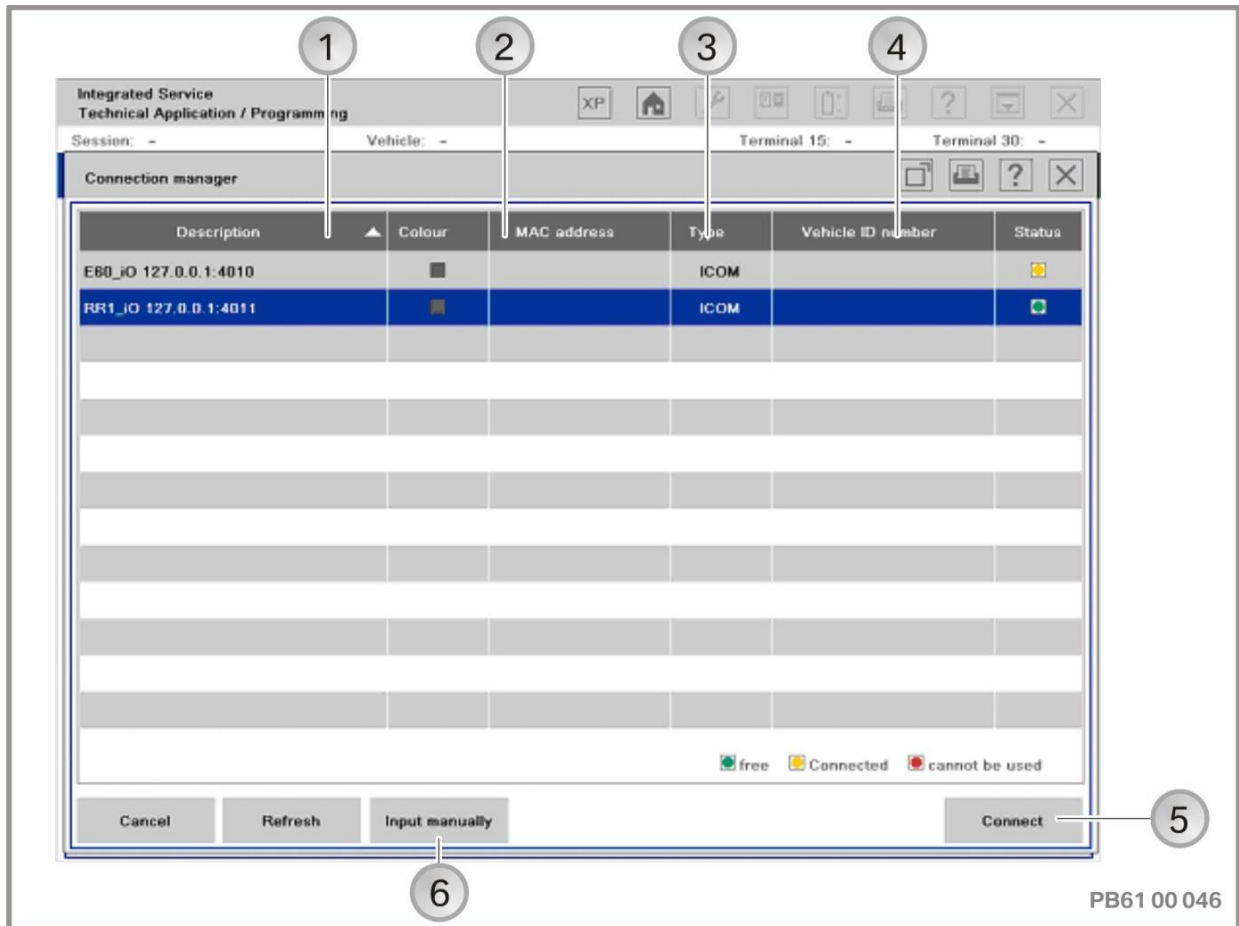 1 2 3 4
Integrated Service
Technical Application / Programming
XP ?
Session: - Vehicle: - Terminal 15: - Terminal 30: -
Connection manager ?
Description Colour MAC address Type Vehicle ID number Status
E60_iO 127.0.0.1:4010 ICOM
RR1_iO 127.0.0.1:4011 ICOM
free Connected cannot be used
Cancel Refresh Input manually Connect 5
6
PB61 00 046